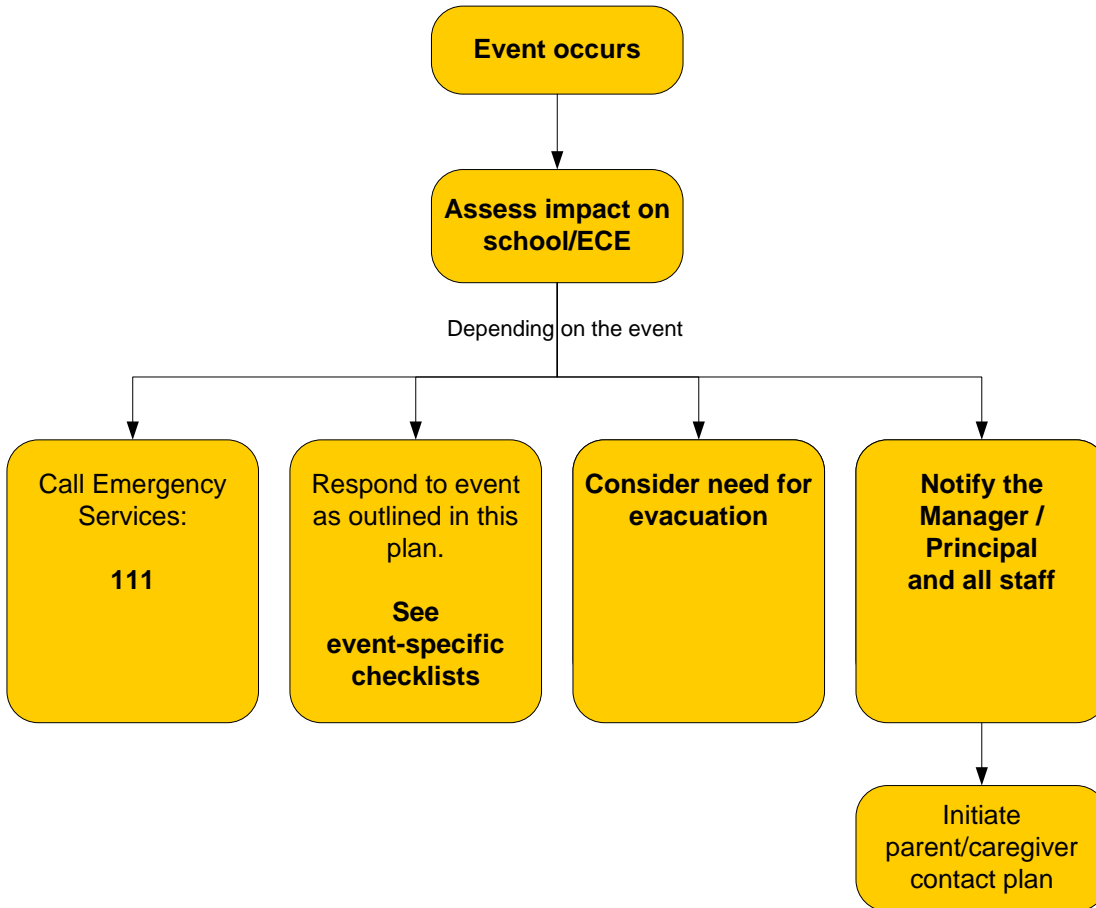 Event occurs
Assess impact on
school/ECE
Depending on the event
Call Emergency
Services:
111
Respond to event
as outlined in this
plan.
See
event-specific
checklists
Consider need for
evacuation
Notify the
Manager /
Principal
and all staff
Initiate
parent/caregiver
contact plan